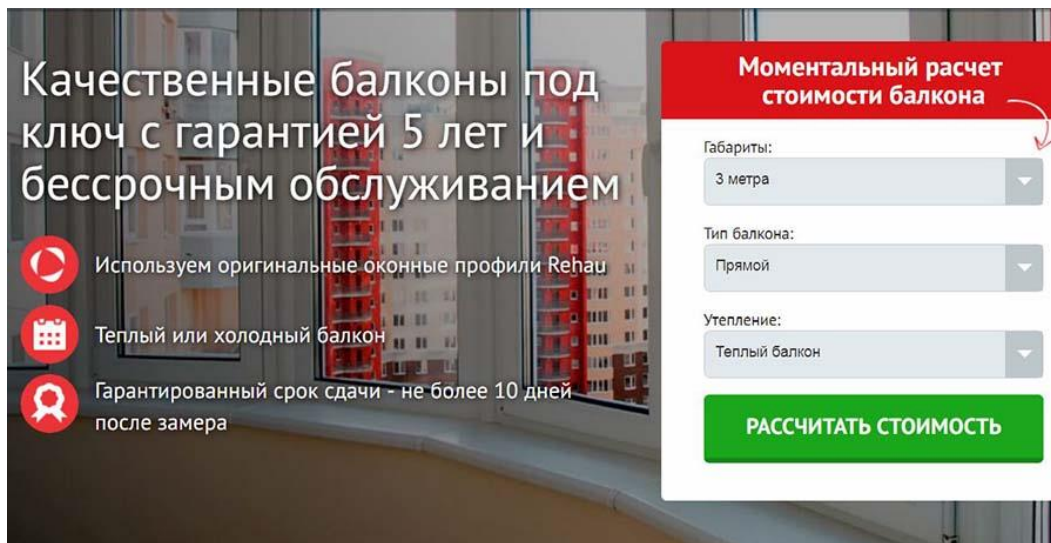 Качественные балконы под
ключ с гарантией 5 лет и
бессрочным обслуживанием
Используем оригинальные оконные профили Rehau
Теплый или холодный балкон
Гарантированный срок сдачи - не более 10 дней
после замера
Моментальный расчет
стоимости балкона
Габариты:
3 метра
Тип балкона:
Прямой
Утепление:
Теплый балкон
РАССЧИТАТЬ СТОИМОСТЬ